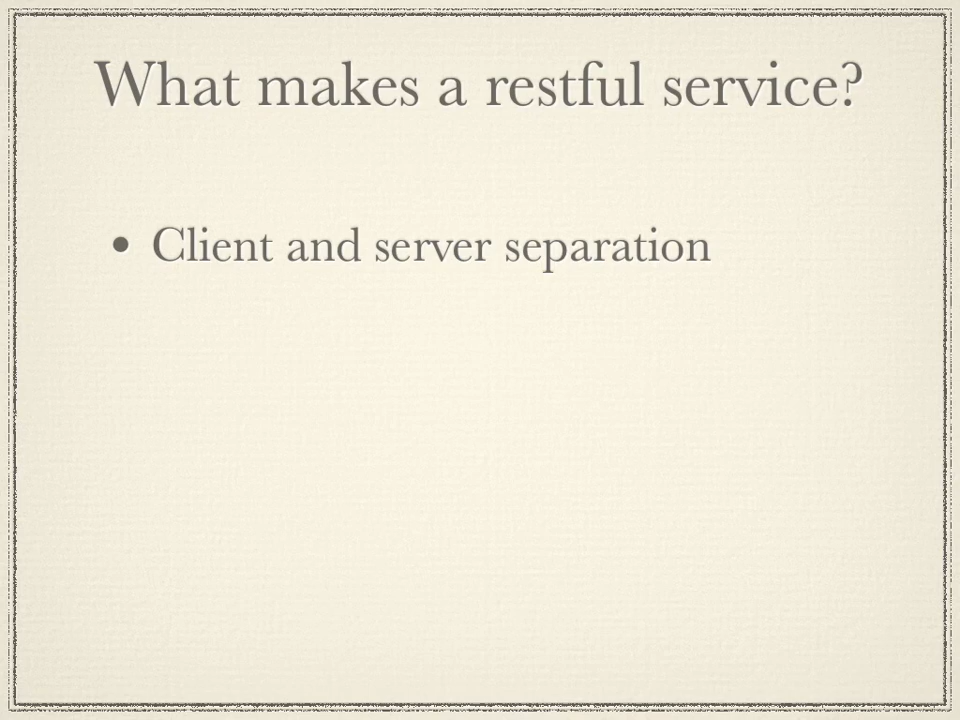 What makes a restful service?
• Client and server separation